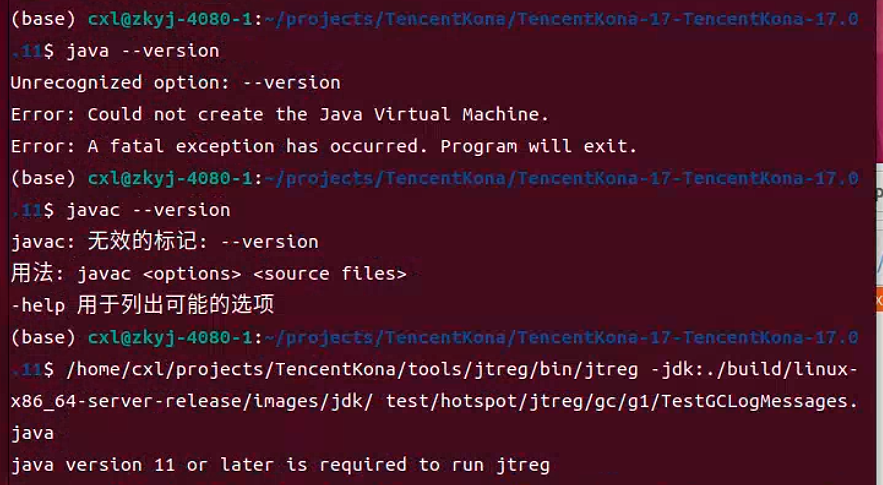 (base) cxl@zkyj-4080-1:~/projects/TencentKona/TencentKona-17-TencentKona-17.0
.11$ java --version
Unrecognized option: --version
Error: Could not create the Java Virtual Machine.
Error: A fatal exception has occurred. Program will exit.
(base) cxl@zkyj-4080-1:~/projects/TencentKona/TencentKona-17-TencentKona-17.0
.11$ javac --version
javac: 无效的标记: --version
用法: javac <options> <source files>
-help 用于列出可能的选项
(base) cxl@zkyj-4080-1:~/projects/TencentKona/TencentKona-17-TencentKona-17.0
.11$ /home/cxl/projects/TencentKona/tools/jtreg/bin/jtreg -jdk:./build/linux-
x86_64-server-release/images/jdk/ test/hotspot/jtreg/gc/g1/TestGCLogMessages.
java
java version 11 or later is required to run jtreg